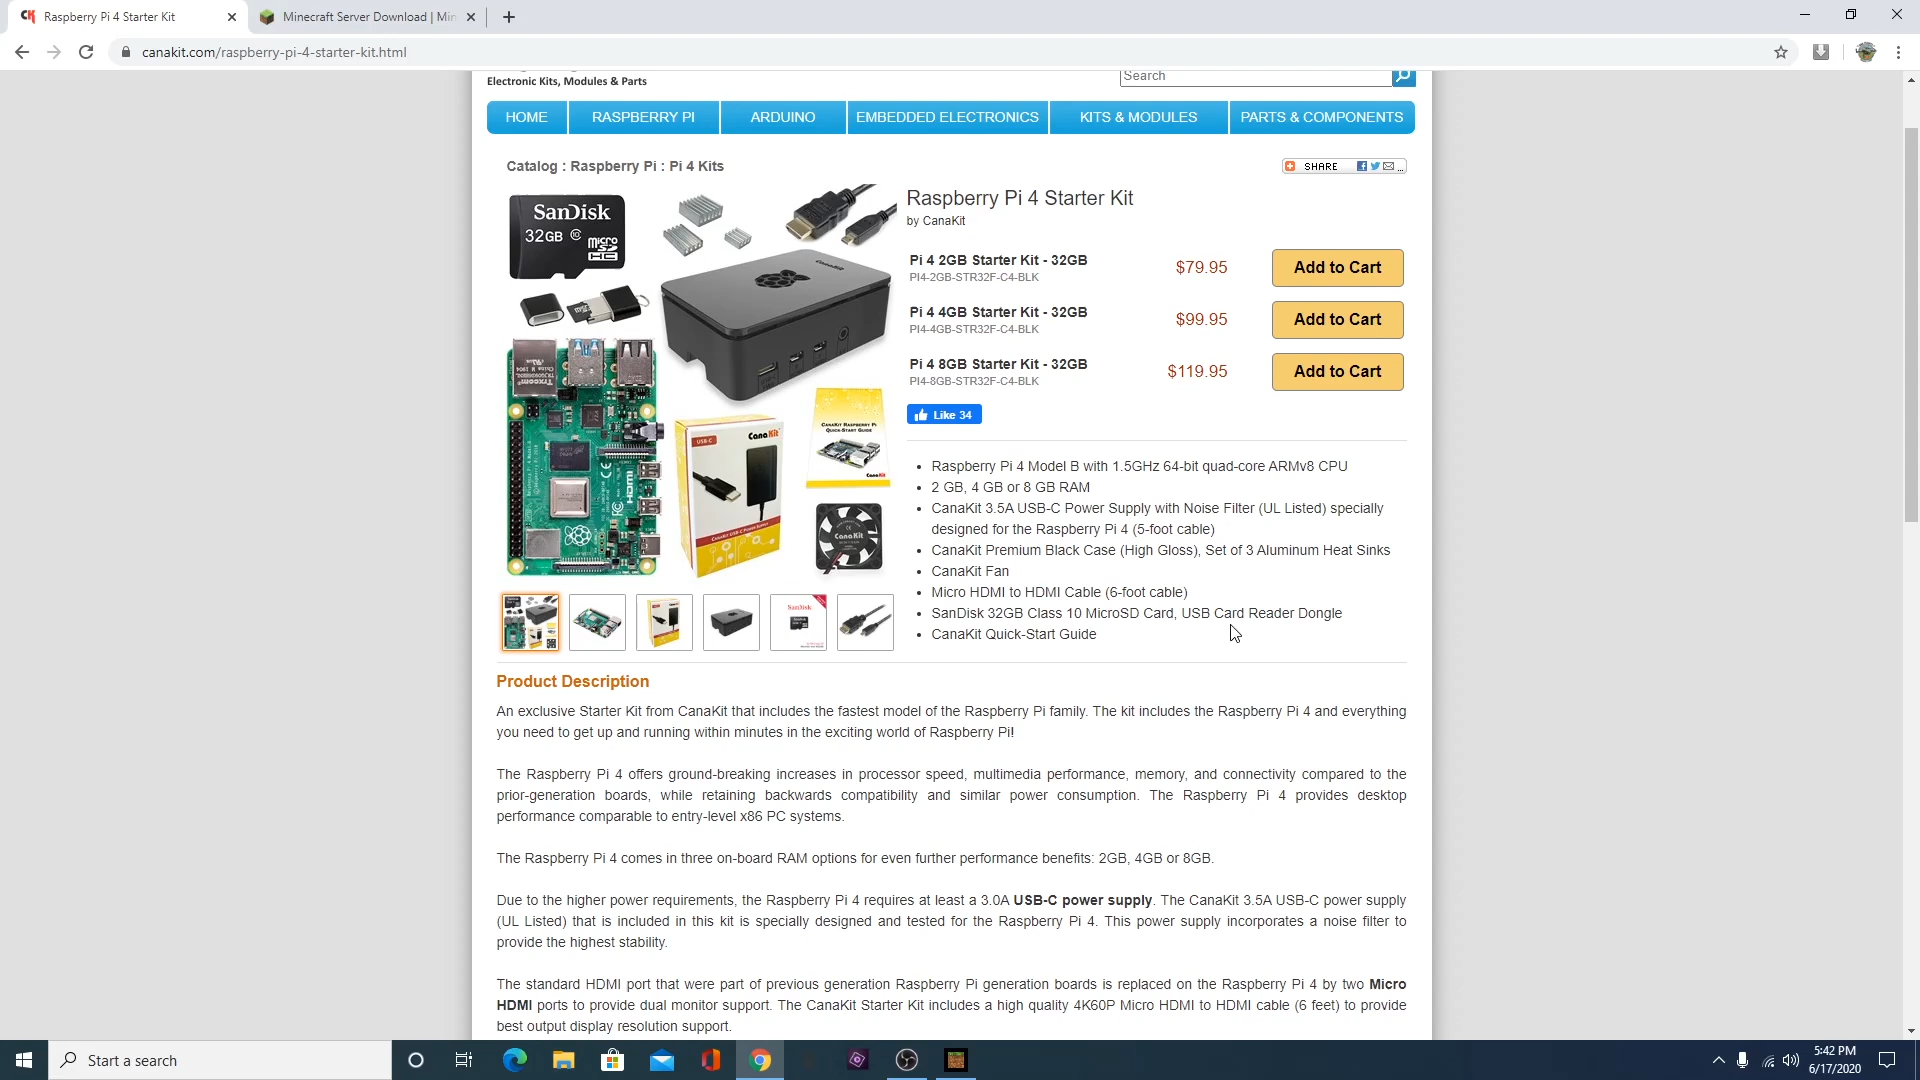 Raspberry Pi 4 Starter Kit
Minecraft Server Download | Min
canakit.com/raspberry-pi-4-starter-kit.html
Electronic Kits, Modules & Parts
Search
HOME
RASPBERRY PI
ARDUINO
EMBEDDED ELECTRONICS
KITS & MODULES
PARTS & COMPONENTS
Catalog : Raspberry Pi : Pi 4 Kits
SHARE
SanDisk
32GB
micro
Raspberry Pi 4 Starter Kit
by CanaKit
Pi 4 2GB Starter Kit - 32GB
PI4-2GB-STR32F-C4-BLK
$79.95
Add to Cart
Pi 4 4GB Starter Kit - 32GB
PI4-4GB-STR32F-C4-BLK
$99.95
Add to Cart
Pi 4 8GB Starter Kit - 32GB
PI4-8GB-STR32F-C4-BLK
$119.95
Add to Cart
Like 34
USB-C
CanaKit
CANAKIT RASPBERRY PI
QUICK-START GUIDE
CanaKit
HDMI
CanaKit
CANAKIT USB-C POWER SUPPLY
Raspberry Pi 4 Model B with 1.5GHz 64-bit quad-core ARMv8 CPU
2 GB, 4 GB or 8 GB RAM
CanaKit 3.5A USB-C Power Supply with Noise Filter (UL Listed) specially
designed for the Raspberry Pi 4 (5-foot cable)
CanaKit Premium Black Case (High Gloss), Set of 3 Aluminum Heat Sinks
CanaKit Fan
Micro HDMI to HDMI Cable (6-foot cable)
SanDisk 32GB Class 10 MicroSD Card, USB Card Reader Dongle
CanaKit Quick-Start Guide
Product Description
An exclusive Starter Kit from CanaKit that includes the fastest model of the Raspberry Pi family. The kit includes the Raspberry Pi 4 and everything
you need to get up and running within minutes in the exciting world of Raspberry Pi!
The Raspberry Pi 4 offers ground-breaking increases in processor speed, multimedia performance, memory, and connectivity compared to the
prior-generation boards, while retaining backwards compatibility and similar power consumption. The Raspberry Pi 4 provides desktop
performance comparable to entry-level x86 PC systems.
The Raspberry Pi 4 comes in three on-board RAM options for even further performance benefits: 2GB, 4GB or 8GB.
Due to the higher power requirements, the Raspberry Pi 4 requires at least a 3.0A USB-C power supply. The CanaKit 3.5A USB-C power supply
(UL Listed) that is included in this kit is specially designed and tested for the Raspberry Pi 4. This power supply incorporates a noise filter to
provide the highest stability.
The standard HDMI port that were part of previous generation Raspberry Pi generation boards is replaced on the Raspberry Pi 4 by two Micro
HDMI ports to provide dual monitor support. The CanaKit Starter Kit includes a high quality 4K60P Micro HDMI to HDMI cable (6 feet) to provide
best output display resolution support.
Start a search
5:42 PM
6/17/2020